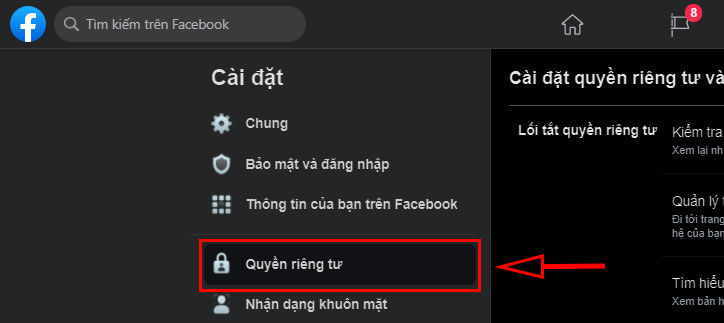 Tìm kiếm trên Facebook
8
Cài đặt
Chung
Bảo mật và đăng nhập
Thông tin của bạn trên Facebook
Quyền riêng tư
Nhận dạng khuôn mặt
Cài đặt quyền riêng tư và
Lối tắt quyền riêng tư
Kiểm tra
Xem lại nh
Quản lý t
Đi tới trang
hệ của bạn
Tìm hiểu
Xem bản h